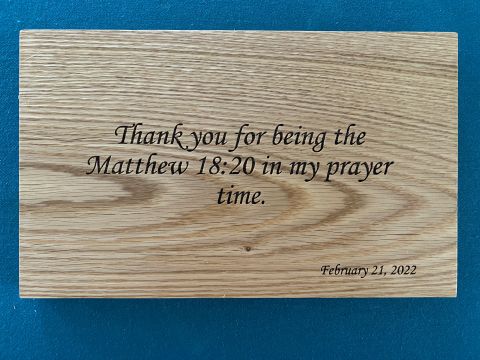 Thank you for being the
Matthew 18:20 in my prayer
time.
February 21, 2022